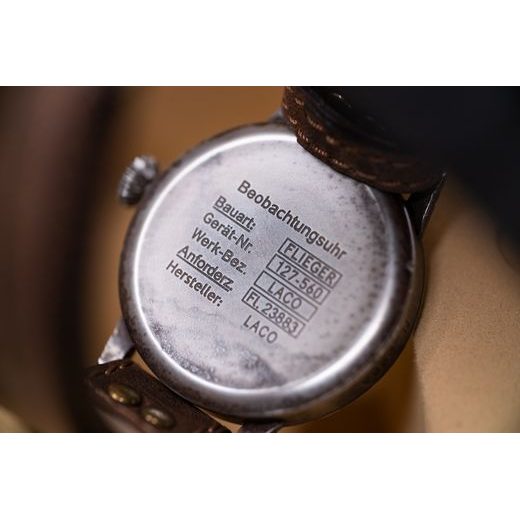 Beobachtungsuhr
Bauart: FLIEGER
Gerät-Nr. 127-560
Werk-Bez. LACO
Anforderz. FL.23883
Hersteller: LACO